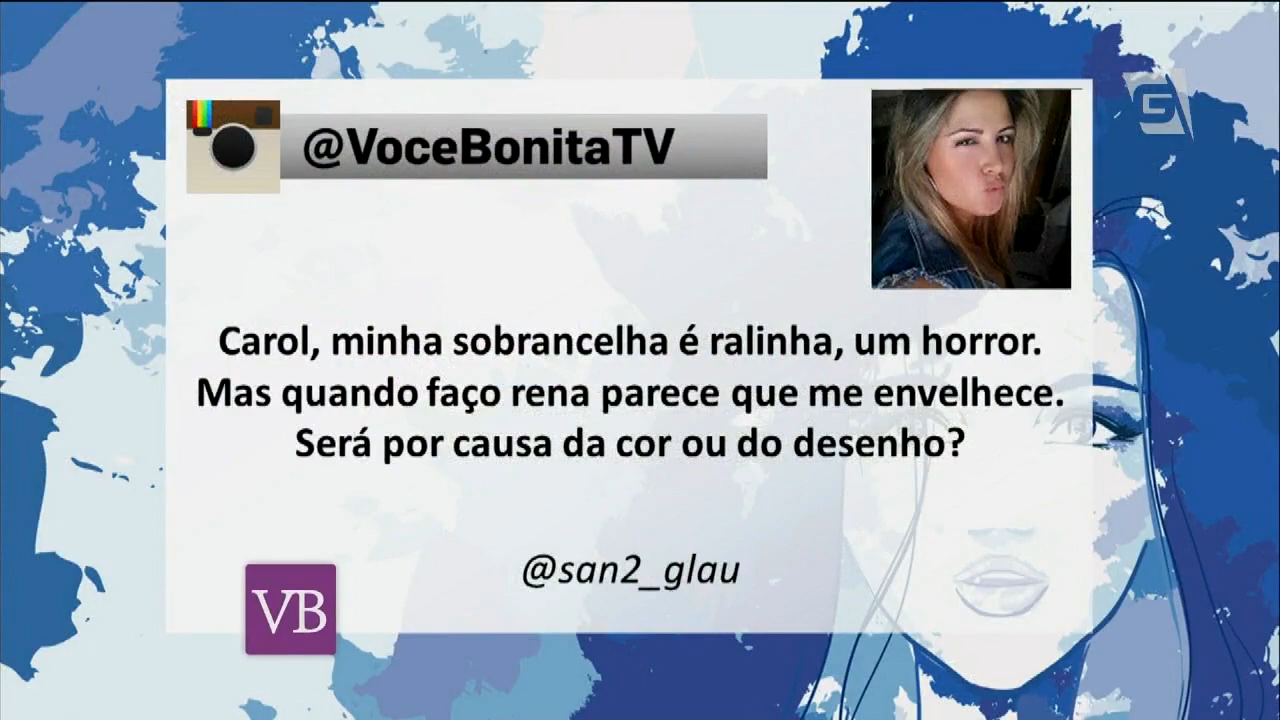 @VoceBonitaTV
G
Carol, minha sobrancelha é ralinha, um horror.
Mas quando faço rena parece que me envelhece.
Será por causa da cor ou do desenho?
@san2_glau
VB